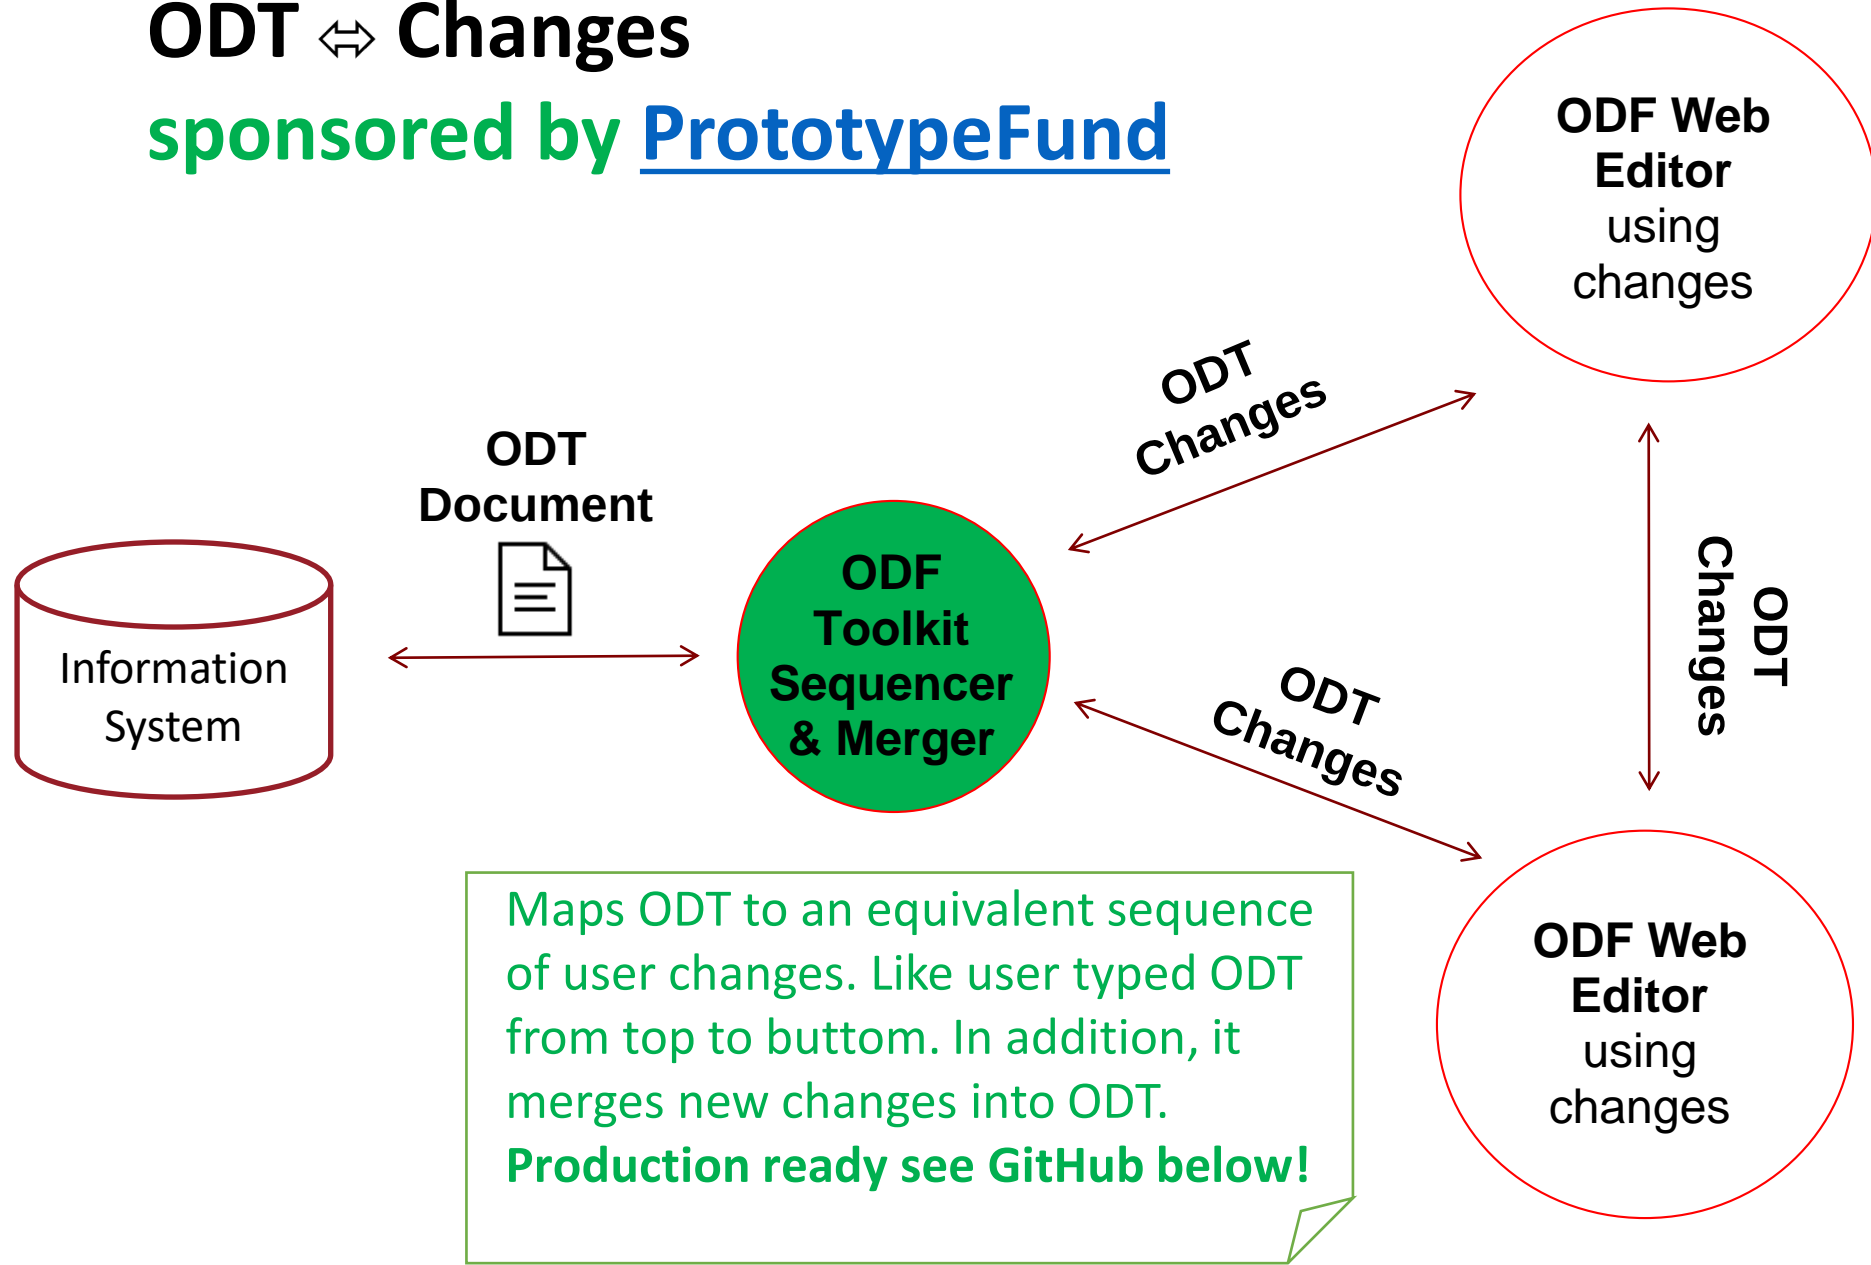 ODT ⇔ Changes
sponsored by PrototypeFund
ODF Web
Editor
using
changes
ODT
Changes
ODT
Document
Information
System
ODF
Toolkit
Sequencer
& Merger
ODT
Changes
ODT
Changes
Maps ODT to an equivalent sequence
of user changes. Like user typed ODT
from top to buttom. In addition, it
merges new changes into ODT.
Production ready see GitHub below!
ODF Web
Editor
using
changes